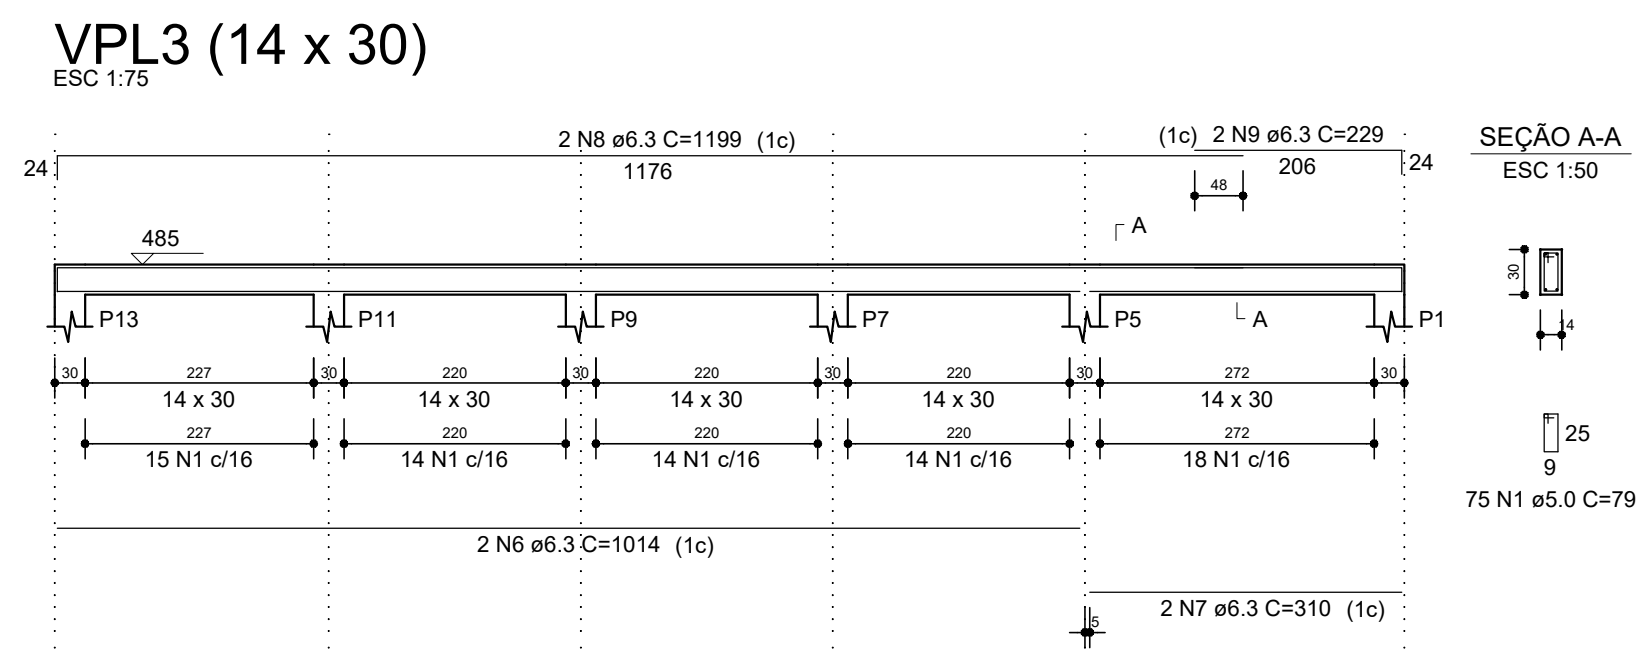 VPL3 (14 x 30)
ESC 1:75
2 N8 ø6.3 C=1199 (1c)
(1c) 2 N9 ø6.3 C=229
24
1176
206
24
48
SEÇÃO A-A
ESC 1:50
A
485
30
P13
P11
P9
P7
P5
A
P1
14
30
227
30
220
30
220
30
220
30
272
30
14 x 30
14 x 30
14 x 30
14 x 30
14 x 30
227
220
220
220
272
15 N1 c/16
14 N1 c/16
14 N1 c/16
14 N1 c/16
18 N1 c/16
25
9
75 N1 ø5.0 C=79
2 N6 ø6.3 C=1014 (1c)
2 N7 ø6.3 C=310 (1c)
5